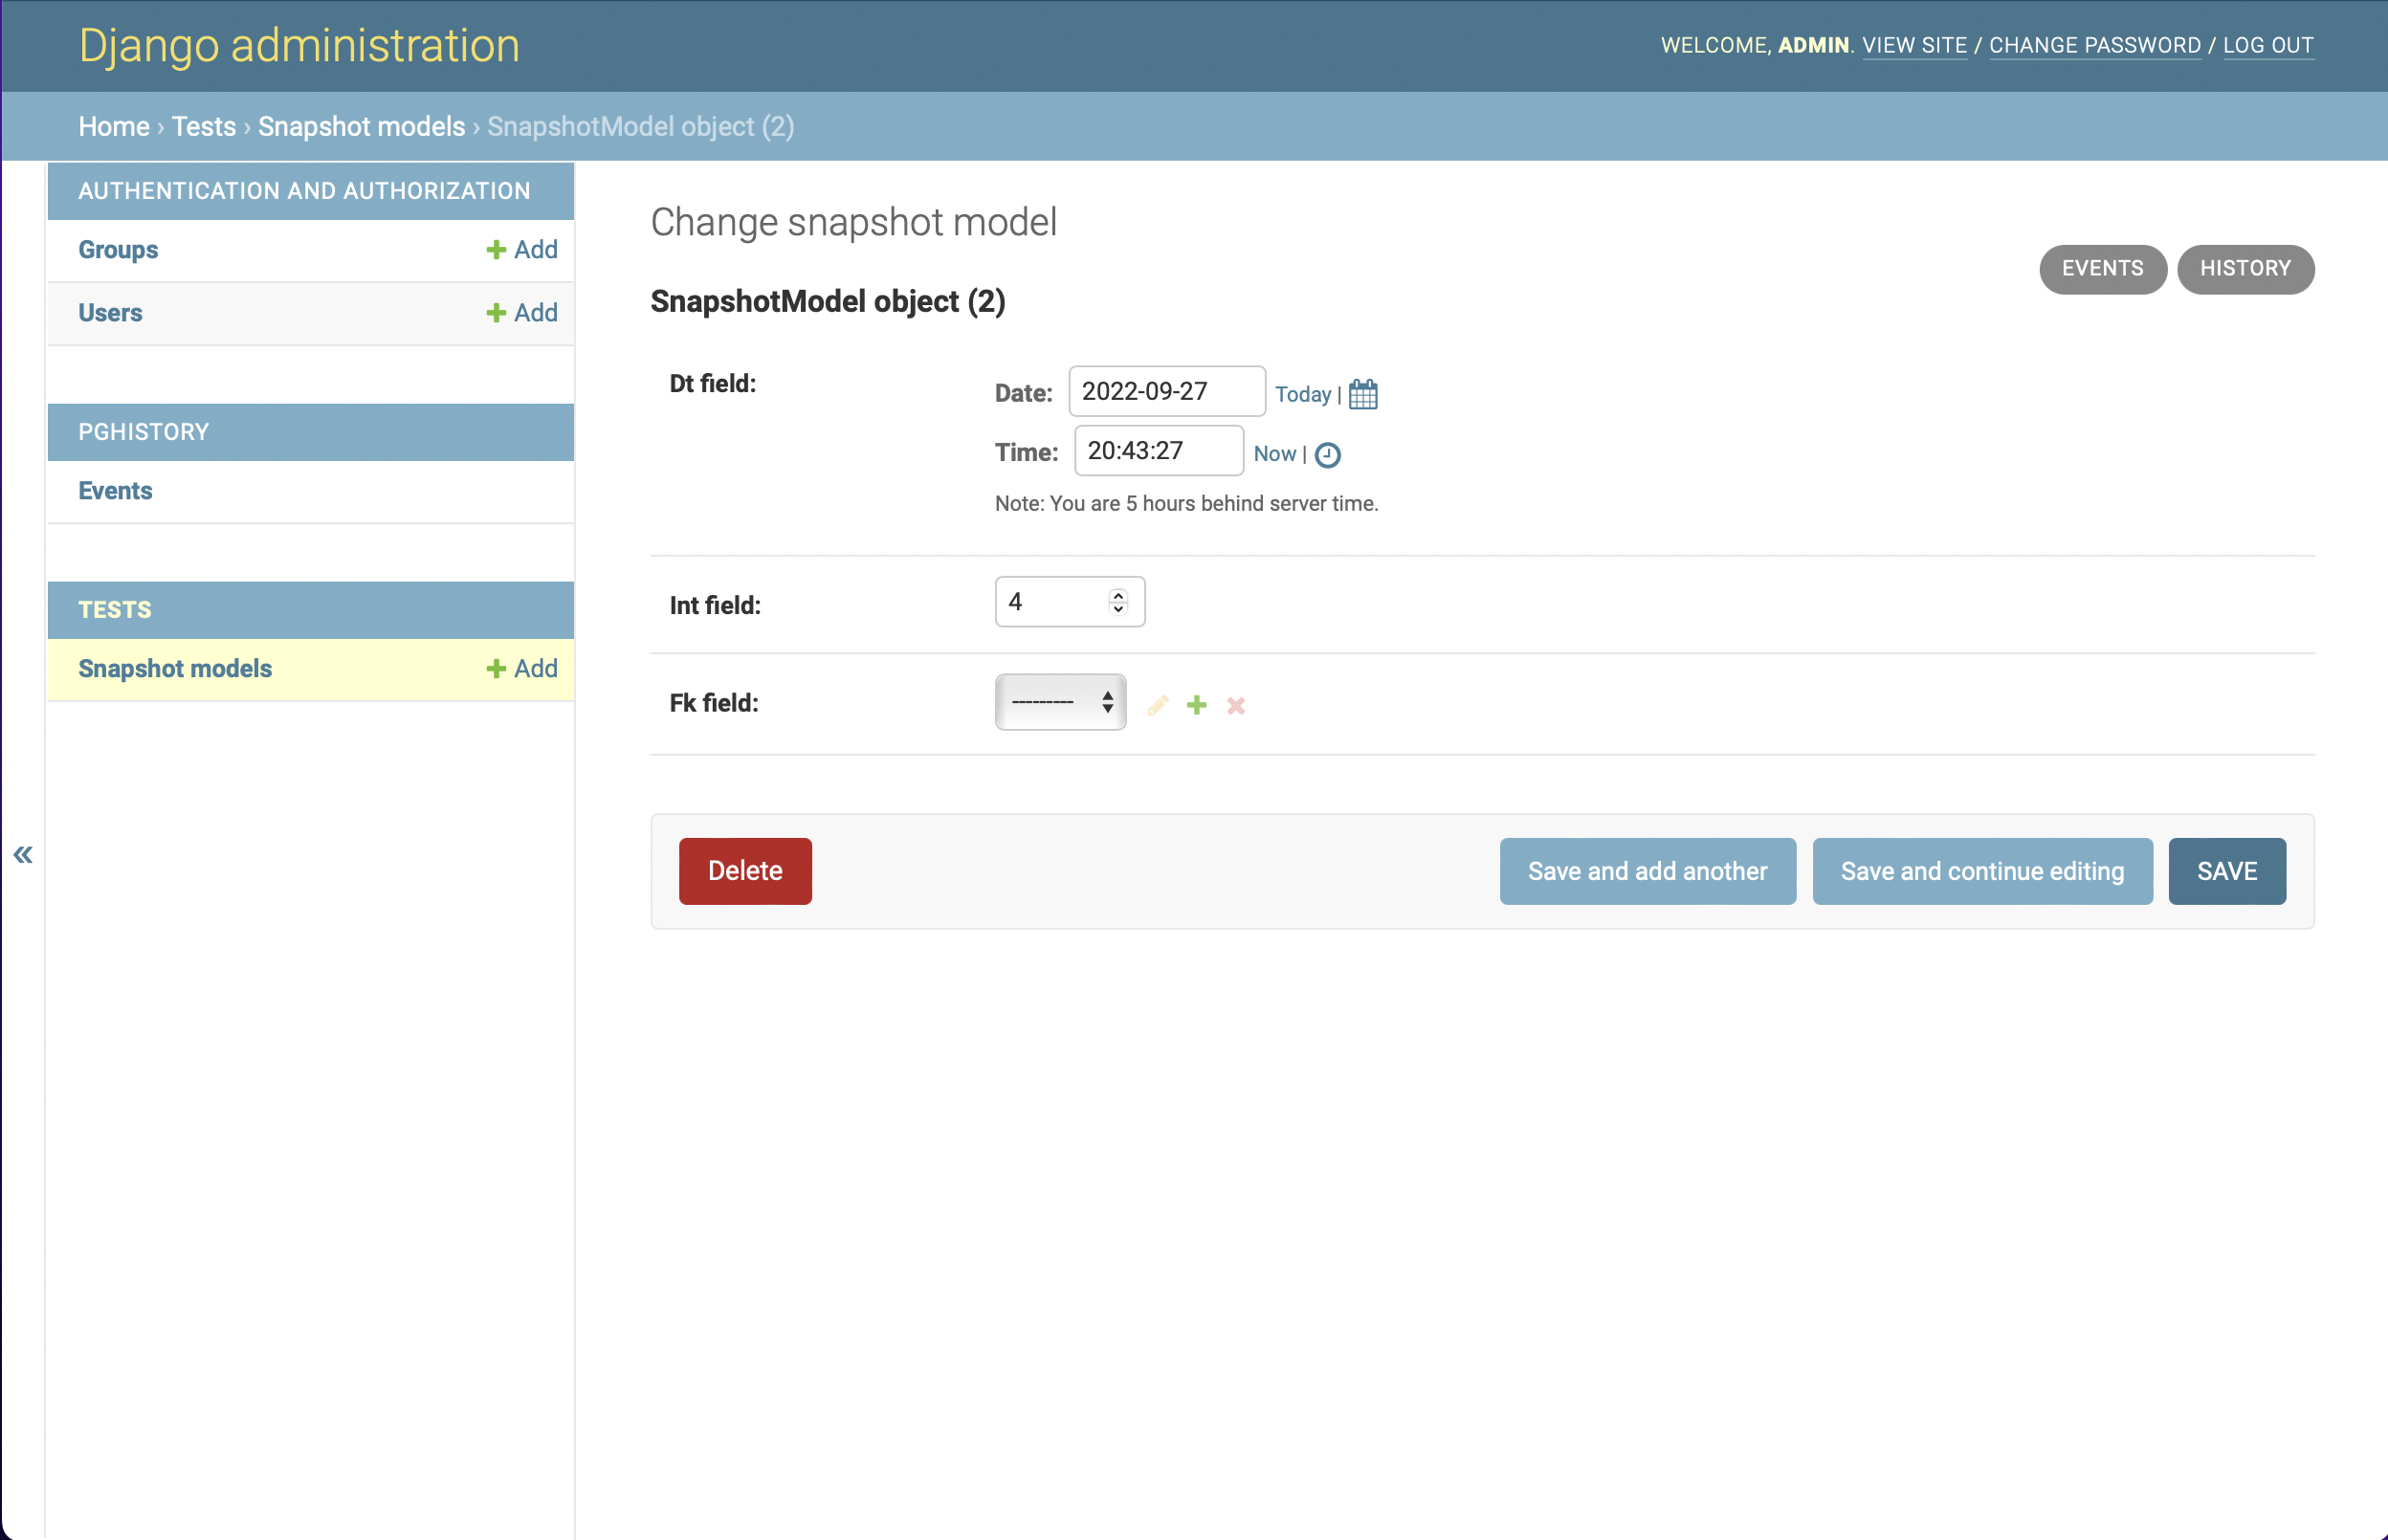 Django administration
WELCOME, ADMIN. VIEW SITE / CHANGE PASSWORD / LOG OUT
Home › Tests › Snapshot models › SnapshotModel object (2)
AUTHENTICATION AND AUTHORIZATION
Groups + Add
Users + Add
PGHISTORY
Events
TESTS
Snapshot models + Add
«
Change snapshot model
EVENTS HISTORY
SnapshotModel object (2)
Dt field:
Date: 2022-09-27 Today |
Time: 20:43:27 Now |
Note: You are 5 hours behind server time.
Int field: 4
Fk field: ---------
Delete Save and add another Save and continue editing SAVE